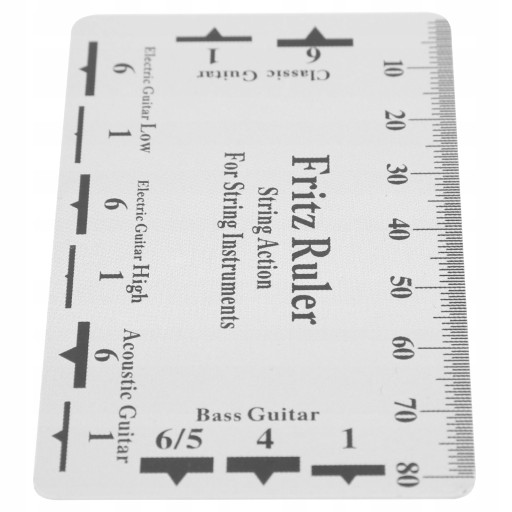 Fritz Ruler
String Action
For String Instruments
Classic Guitar
6
1
Electric Guitar Low
6
1
Electric Guitar High
6
1
Acoustic Guitar
6
1
Bass Guitar
6/5 4 1
10
20
30
40
50
60
70
80